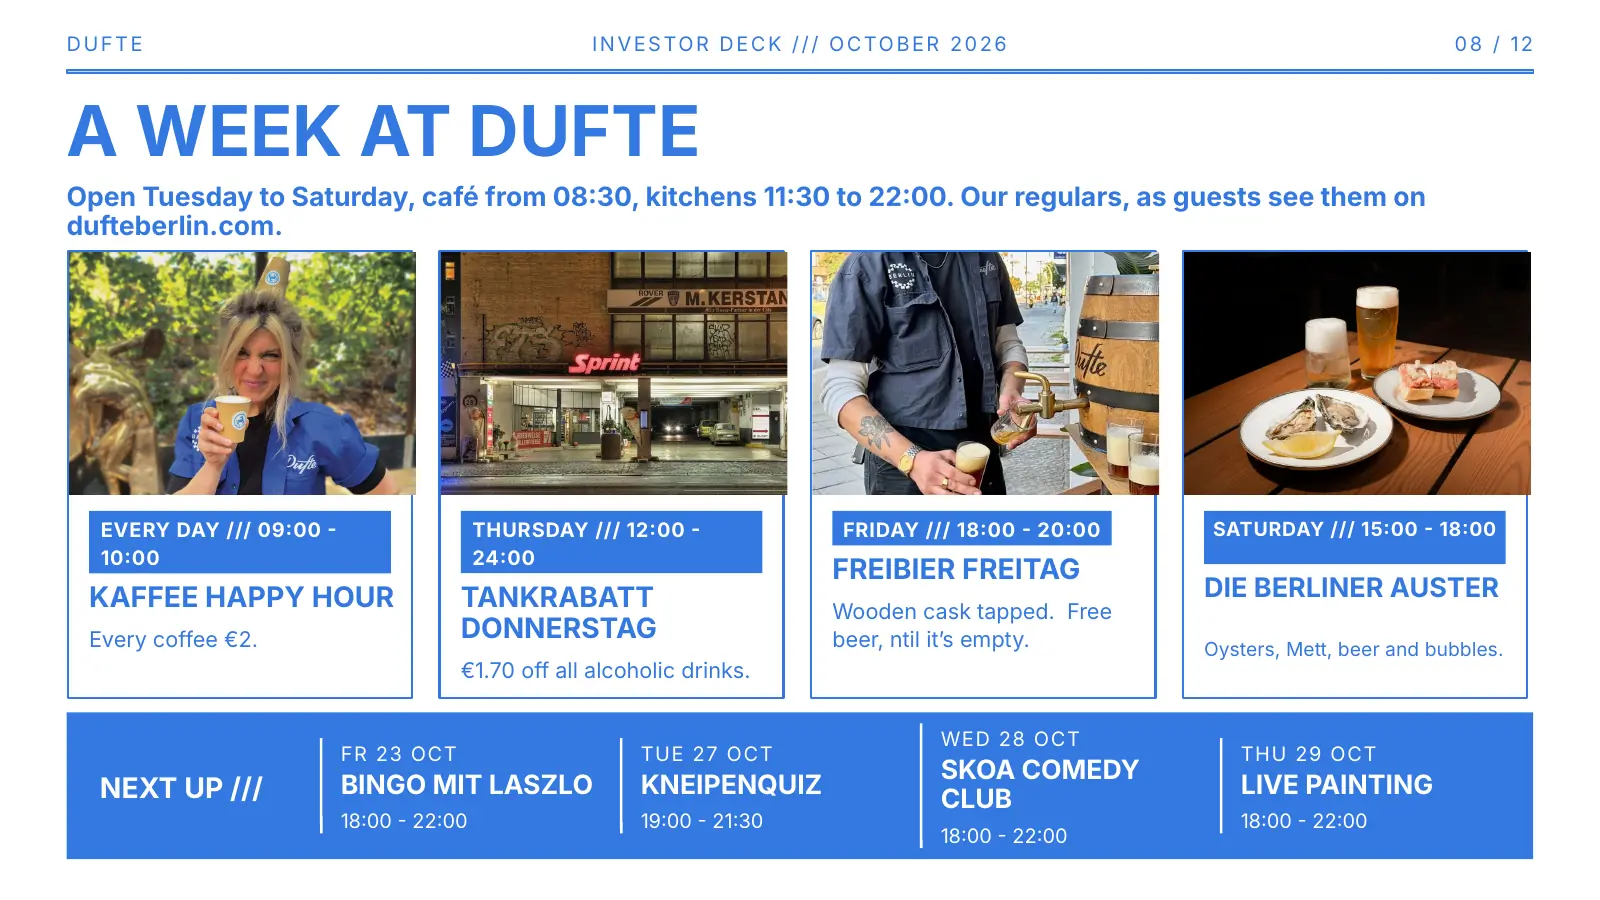 DUFTE
INVESTOR DECK /// OCTOBER 2026
08 / 12
A WEEK AT DUFTE
Open Tuesday to Saturday, café from 08:30, kitchens 11:30 to 22:00. Our regulars, as guests see them on
dufteberlin.com.
Dufte
ROVER
M.KERSTAN
Sprint
BERLIN
Dufte
Dufte
EVERY DAY /// 09:00 -
10:00
KAFFEE HAPPY HOUR
Every coffee €2.
THURSDAY /// 12:00 -
24:00
TANKRABATT
DONNERSTAG
€1.70 off all alcoholic drinks.
FRIDAY /// 18:00 - 20:00
FREIBIER FREITAG
Wooden cask tapped.  Free
beer, ntil it’s empty.
SATURDAY /// 15:00 - 18:00
DIE BERLINER AUSTER
Oysters, Mett, beer and bubbles.
NEXT UP ///
FR 23 OCT
BINGO MIT LASZLO
18:00 - 22:00
TUE 27 OCT
KNEIPENQUIZ
19:00 - 21:30
WED 28 OCT
SKOA COMEDY
CLUB
18:00 - 22:00
THU 29 OCT
LIVE PAINTING
18:00 - 22:00